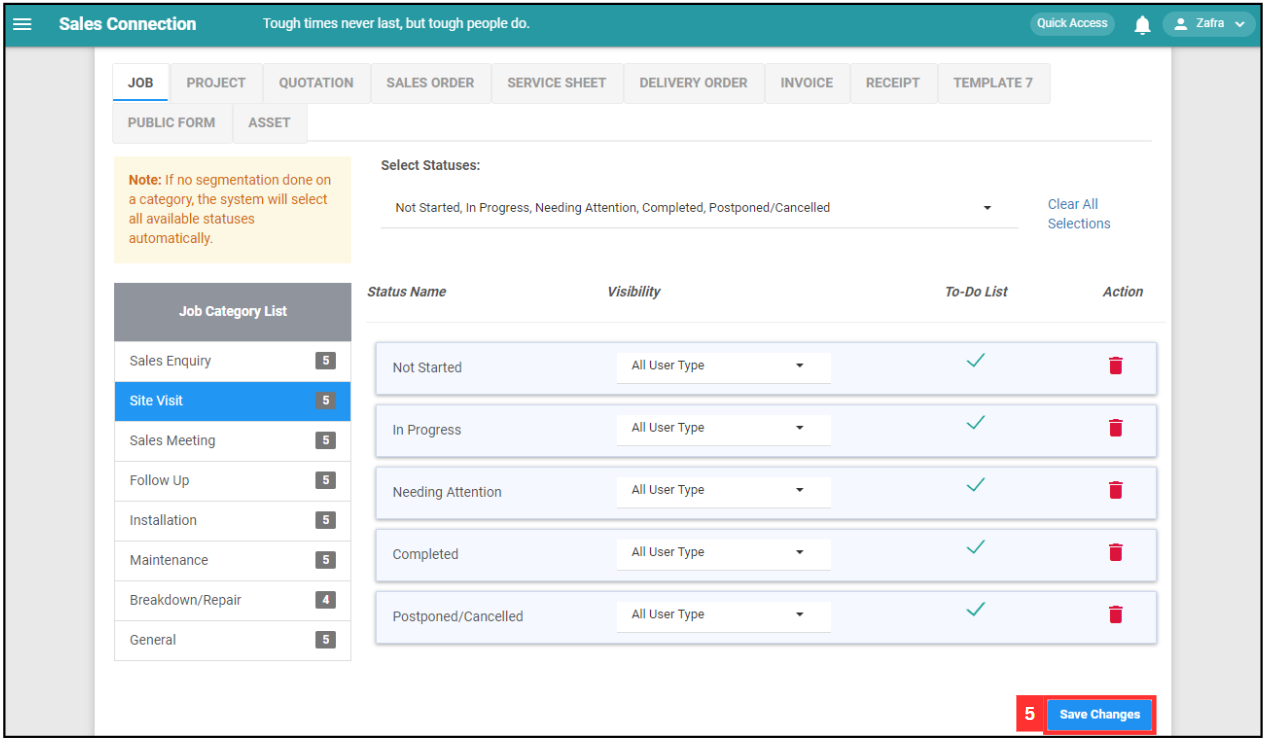 Sales Connection
Tough times never last, but tough people do.
Quick Access
Zafra
JOB
PROJECT
QUOTATION
SALES ORDER
SERVICE SHEET
DELIVERY ORDER
INVOICE
RECEIPT
TEMPLATE 7
PUBLIC FORM
ASSET
Note: If no segmentation done on
a category, the system will select
all available statuses
automatically.
Select Statuses:
Not Started, In Progress, Needing Attention, Completed, Postponed/Cancelled
Clear All
Selections
Job Category List
Sales Enquiry 5
Site Visit 5
Sales Meeting 5
Follow Up 5
Installation 5
Maintenance 5
Breakdown/Repair 4
General 5
Status Name Visibility To-Do List Action
Not Started All User Type
In Progress All User Type
Needing Attention All User Type
Completed All User Type
Postponed/Cancelled All User Type
5 Save Changes